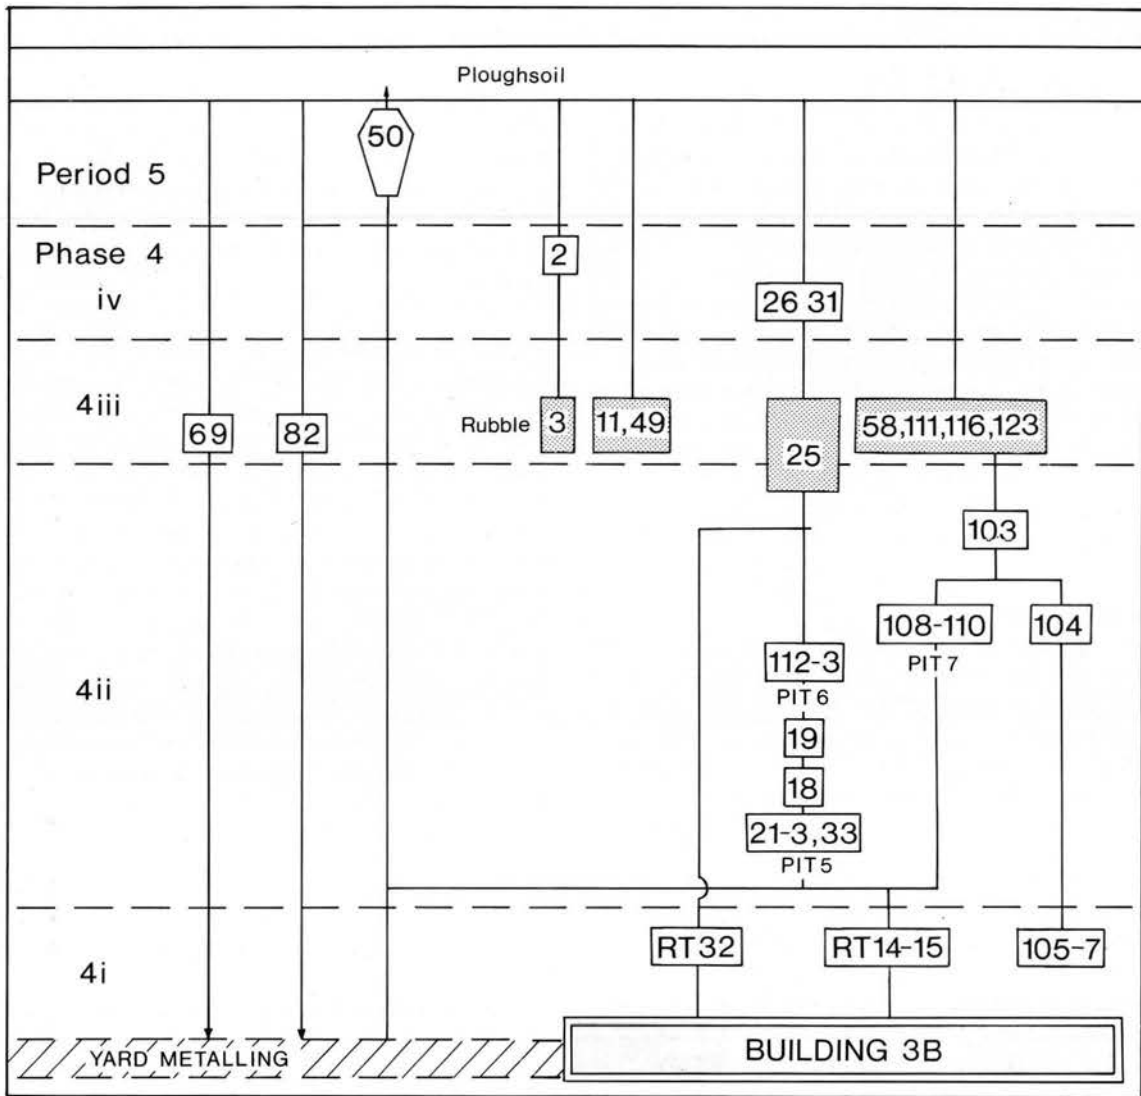 Ploughsoil
50
Period 5
Phase 4
iv
2
26 31
4iii
69
82
Rubble
3
11,49
25
58,111,116,123
103
108-110
PIT 7
104
4ii
112-3
PIT 6
19
18
21-3,33
PIT 5
4i
RT32
RT14-15
105-7
YARD METALLING
BUILDING 3B